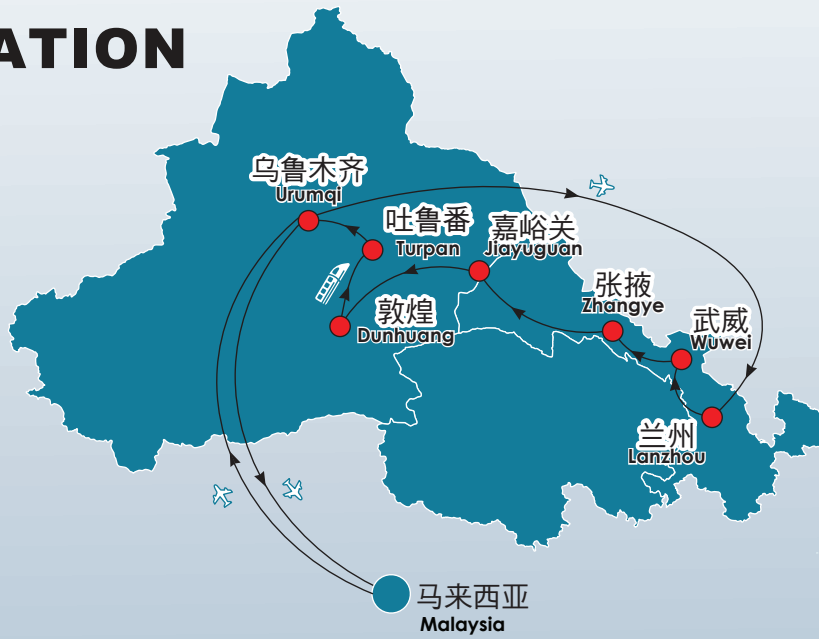 ATION
乌鲁木齐
Urumqi
吐鲁番
Turpan
嘉峪关
Jiayuguan
敦煌
Dunhuang
张掖
Zhangye
武威
Wuwei
兰州
Lanzhou
马来西亚
Malaysia